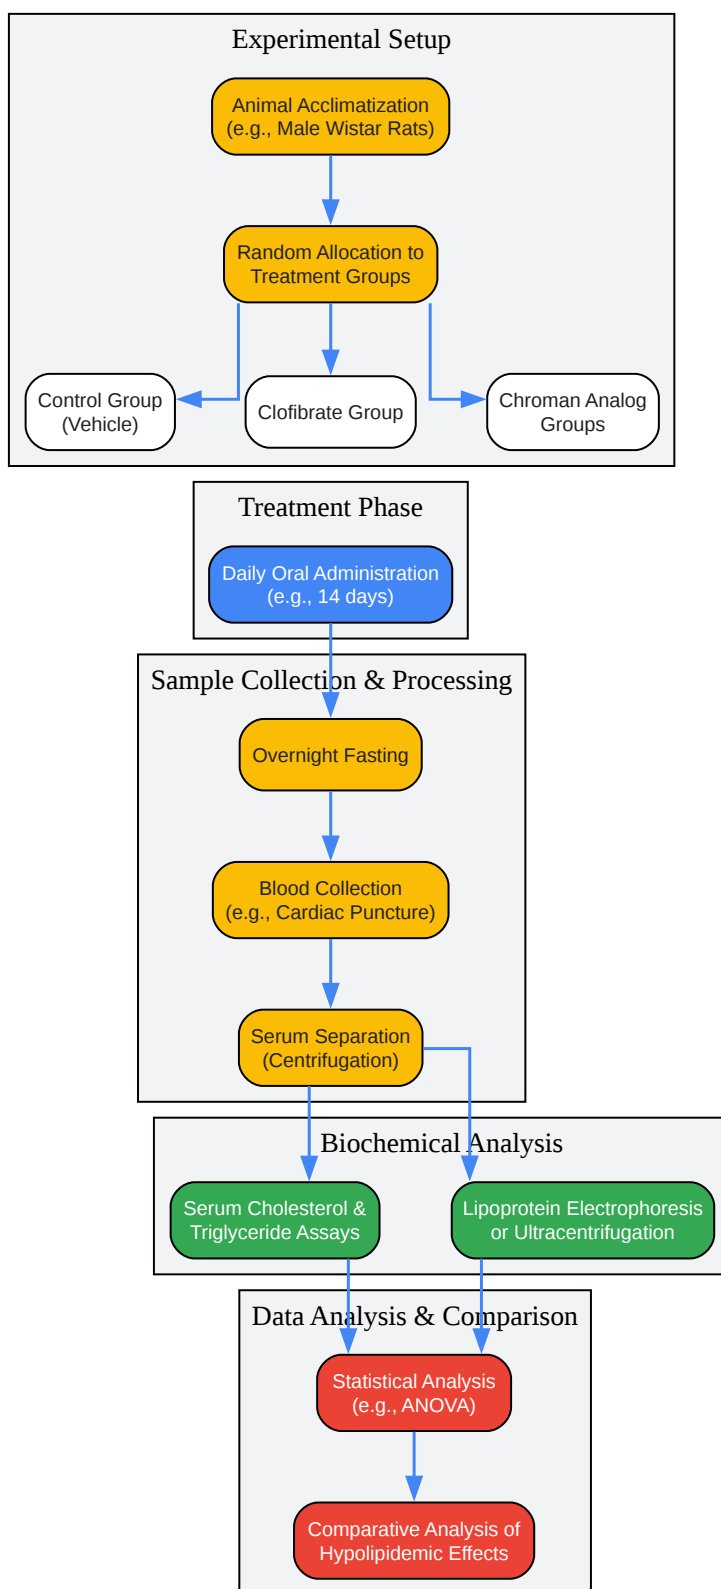 Experimental Setup
Animal Acclimatization
(e.g., Male Wistar Rats)
Random Allocation to
Treatment Groups
Control Group
(Vehicle)
Clofibrate Group
Chroman Analog
Groups
Treatment Phase
Daily Oral Administration
(e.g., 14 days)
Sample Collection & Processing
Overnight Fasting
Blood Collection
(e.g., Cardiac Puncture)
Serum Separation
(Centrifugation)
Biochemical Analysis
Serum Cholesterol &
Triglyceride Assays
Lipoprotein Electrophoresis
or Ultracentrifugation
Data Analysis & Comparison
Statistical Analysis
(e.g., ANOVA)
Comparative Analysis of
Hypolipidemic Effects